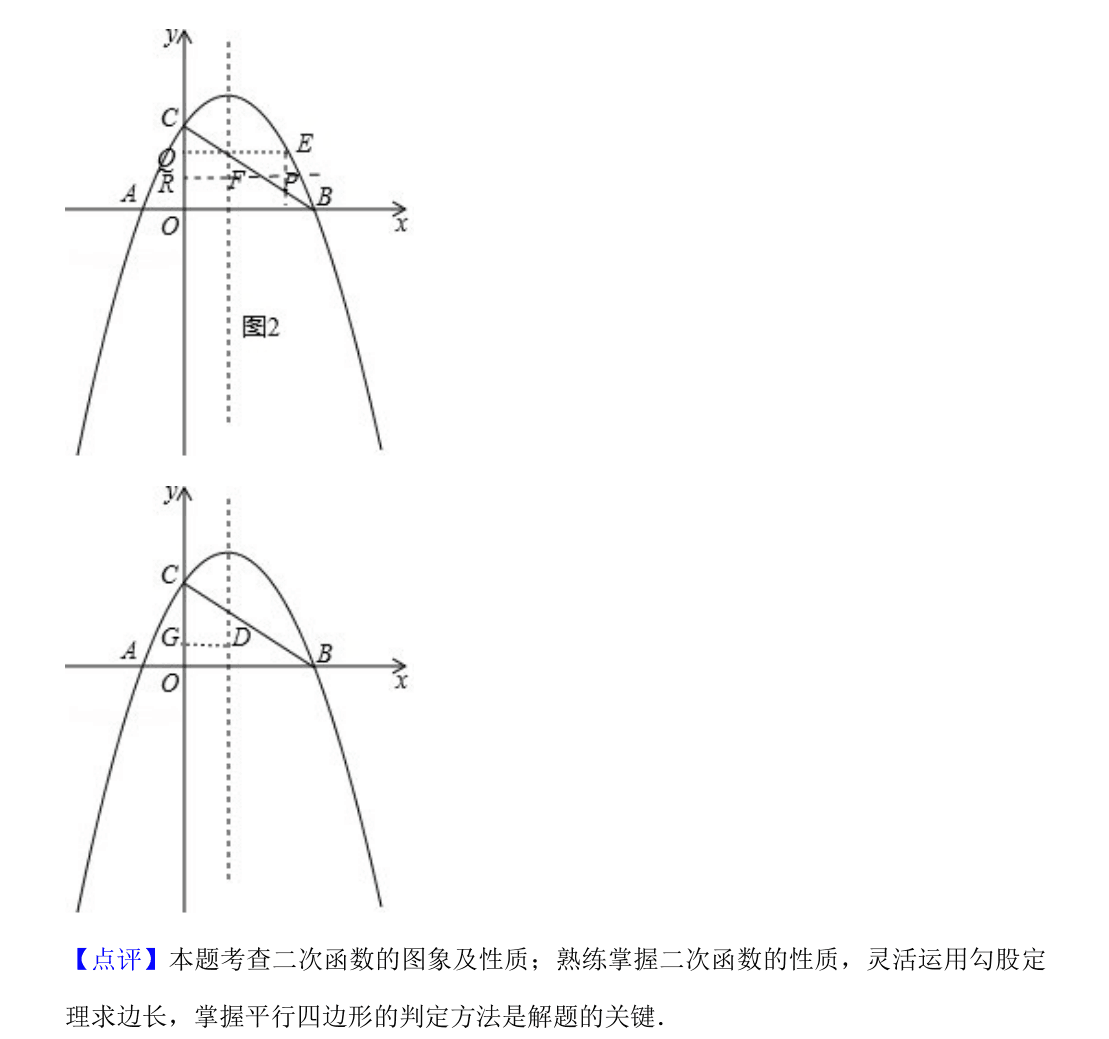 y
C
E
Q
R
F
P
A
B
O
x
图2
y
C
G
D
A
B
O
x
【点评】本题考查二次函数的图象及性质；熟练掌握二次函数的性质，灵活运用勾股定
理求边长，掌握平行四边形的判定方法是解题的关键．